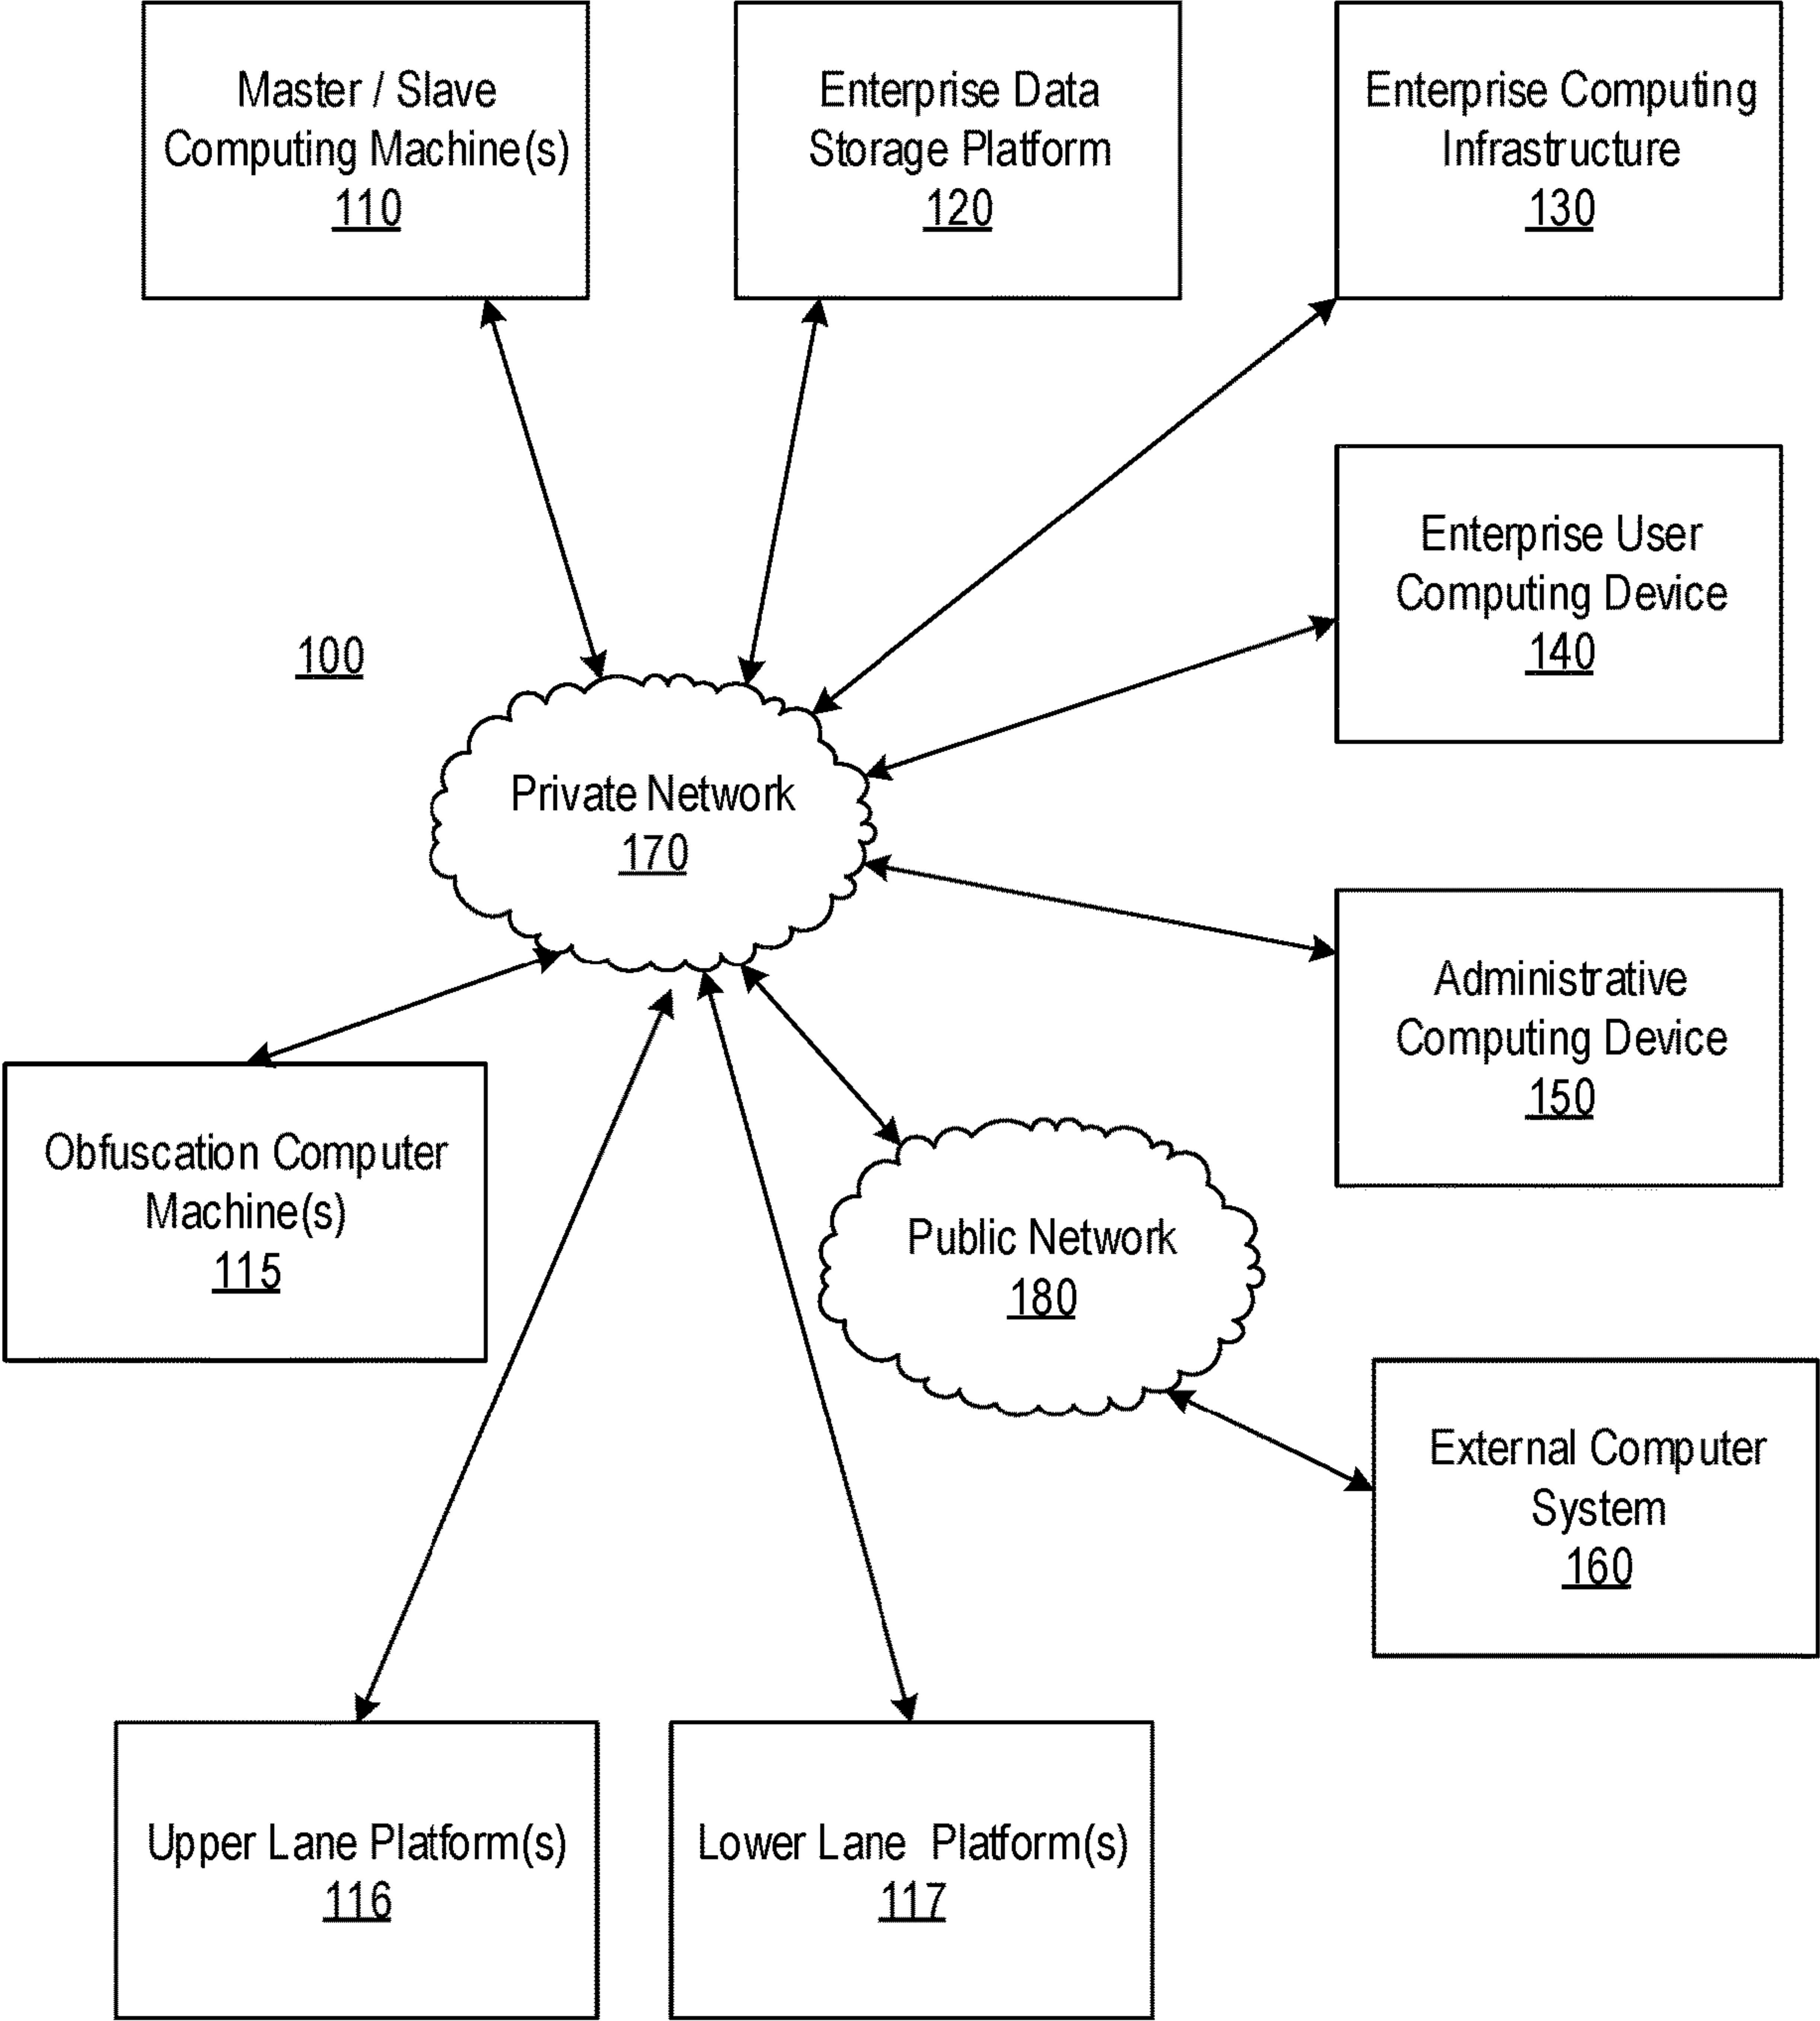 Master / Slave
Computing Machine(s)
110
Enterprise Data
Storage Platform
120
Enterprise Computing
Infrastructure
130
Enterprise User
Computing Device
140
100
Private Network
170
Administrative
Computing Device
150
Obfuscation Computer
Machine(s)
115
Public Network
180
External Computer
System
160
Upper Lane Platform(s)
116
Lower Lane  Platform(s)
117